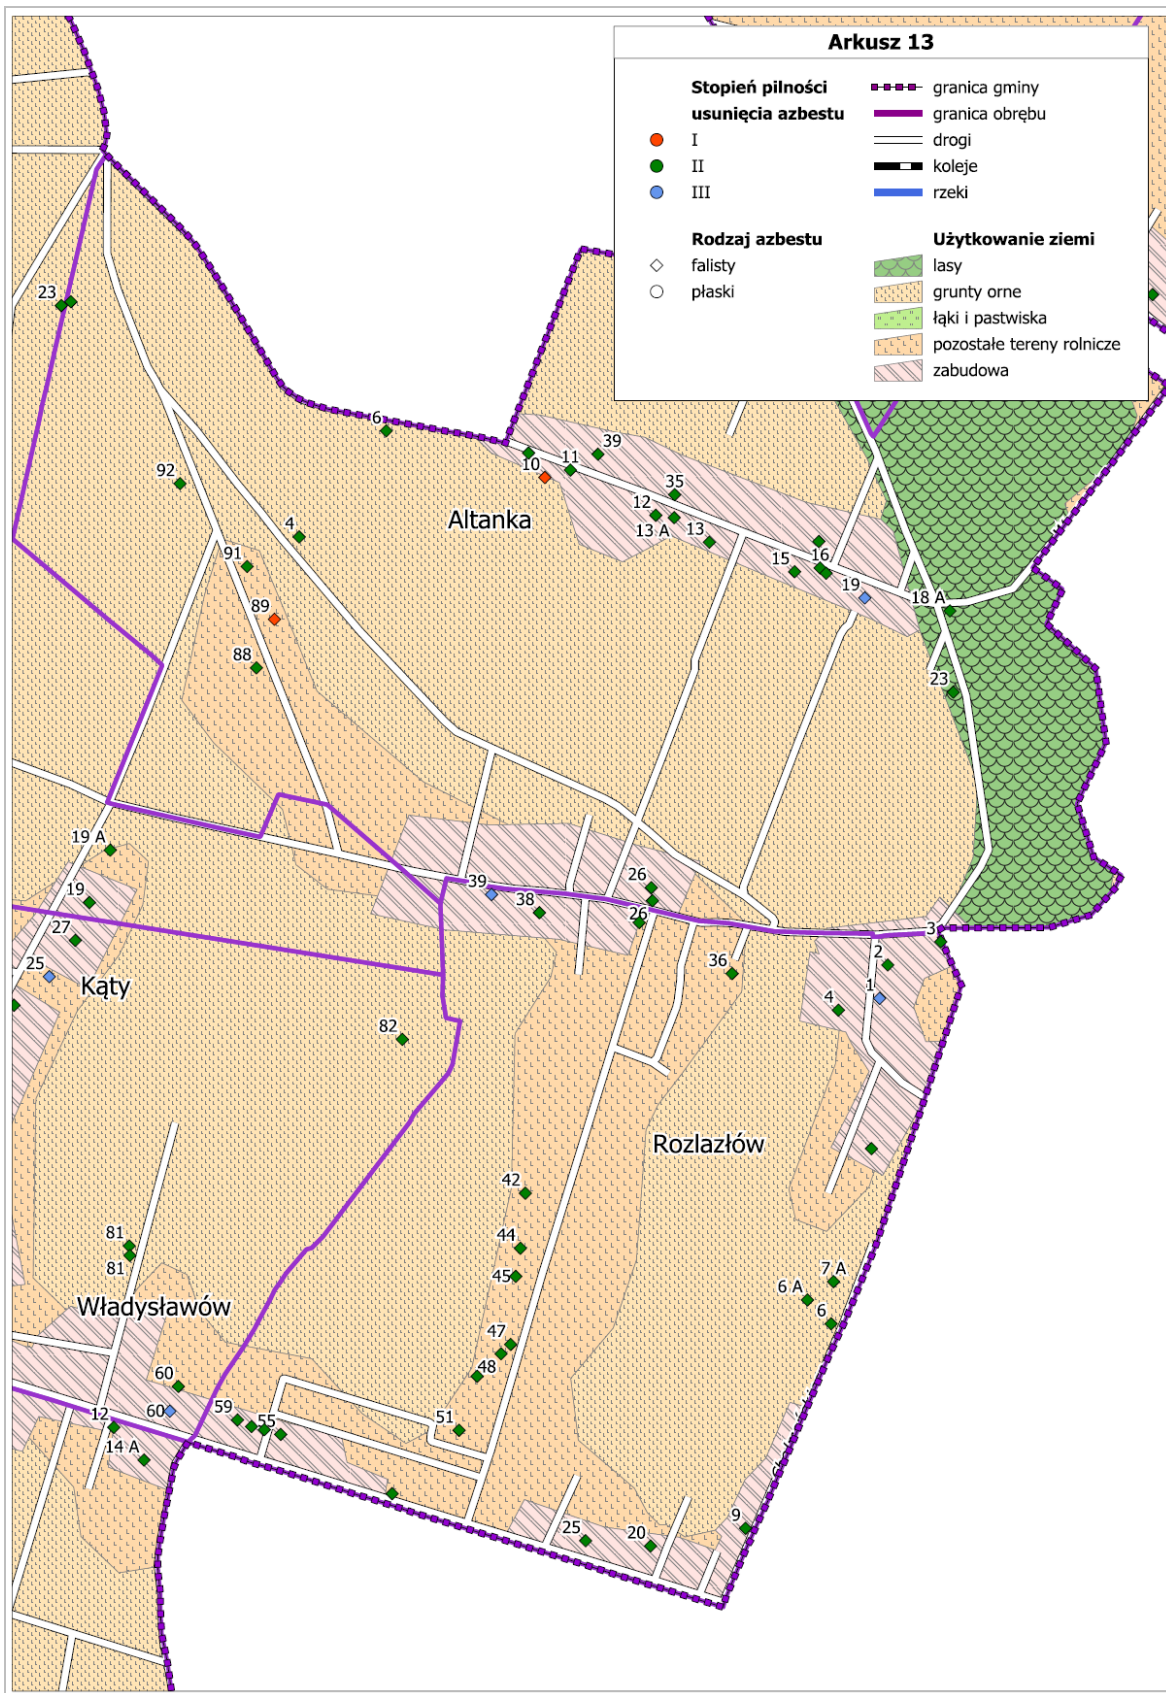 Arkusz 13
Stopień pilności
usunięcia azbestu
I
II
III
Rodzaj azbestu
falisty
płaski
granica gminy
granica obrębu
drogi
koleje
rzeki
Użytkowanie ziemi
lasy
grunty orne
łąki i pastwiska
pozostałe tereny rolnicze
zabudowa
23
6
39
10
11
92
35
12
Altanka
13 A
13
4
91
15
16
19
18 A
89
88
23
19 A
39
26
19
38
26
27
3
2
25
36
1
Kąty
4
82
Rozlazłów
42
81
44
81
45
7 A
6 A
Władysławów
6
47
48
60
60
59
12
55
51
14 A
9
25
20